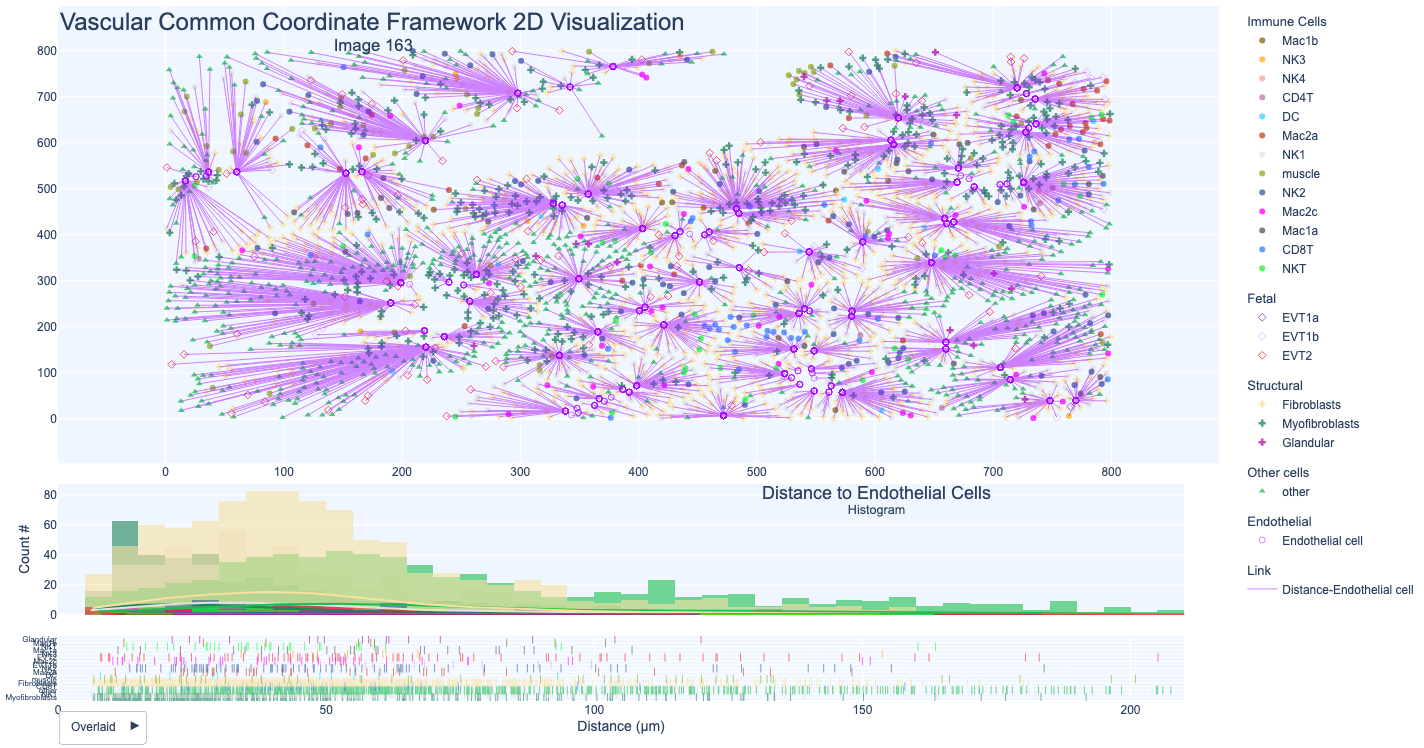 Vascular Common Coordinate Framework 2D Visualization
Image 163
800
700
600
500
400
300
200
100
0
0 100 200 300 400 500 600 700 800
Immune Cells
Mac1b
NK3
NK4
CD4T
DC
Mac2a
NK1
muscle
NK2
Mac2c
Mac1a
CD8T
NKT
Fetal
EVT1a
EVT1b
EVT2
Structural
Fibroblasts
Myofibroblasts
Glandular
Other cells
other
Endothelial
Endothelial cell
Link
Distance-Endothelial cell
Distance to Endothelial Cells
Histogram
Count #
80
60
40
20
0
Glandular
muscle
Fibroblasts
other
Myofibroblasts
0 50 100 150 200
Distance (μm)
Overlaid ►